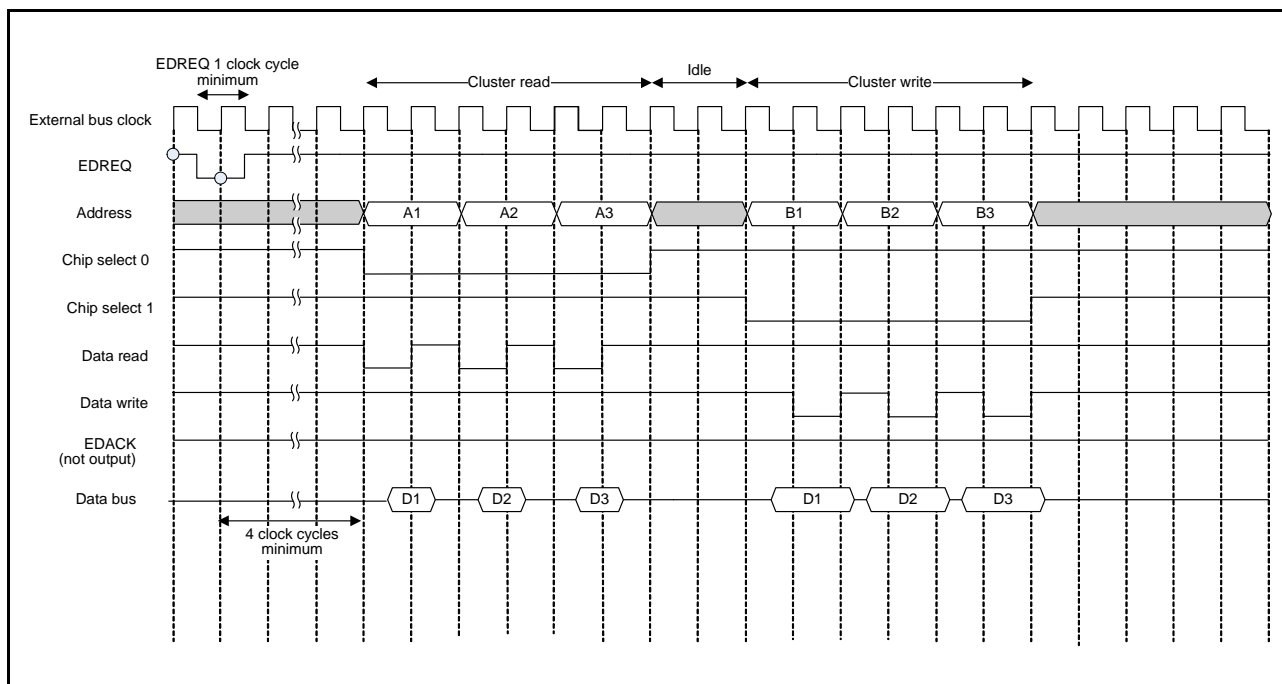 EDREQ 1 clock cycle
minimum
Cluster read
Idle
Cluster write
External bus clock
EDREQ
Address
A1 A2 A3 B1 B2 B3
Chip select 0
Chip select 1
Data read
Data write
EDACK
(not output)
Data bus
D1 D2 D3 D1 D2 D3
4 clock cycles
minimum